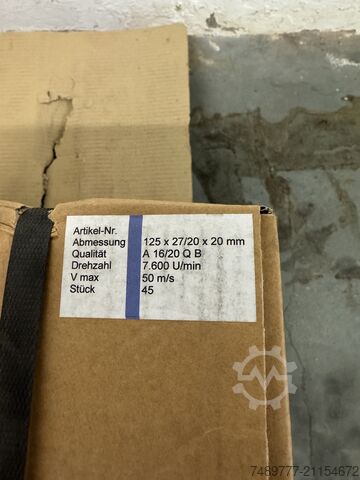 Artikel-Nr.
Abmessung 125 x 27/20 x 20 mm
Qualität A 16/20 Q B
Drehzahl 7.600 U/min
V max 50 m/s
Stück 45
7489777-21154672